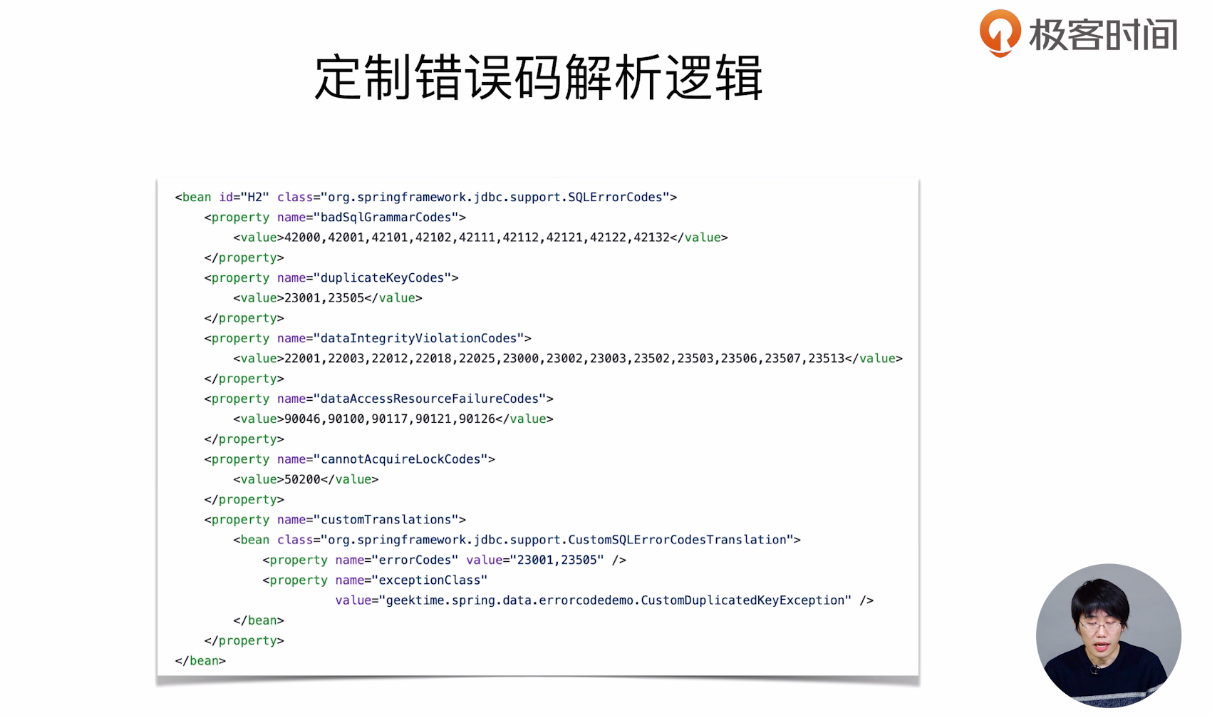 极客时间
定制错误码解析逻辑
<bean id="H2" class="org.springframework.jdbc.support.SQLErrorCodes">
<property name="badSqlGrammarCodes">
<value>42000,42001,42101,42102,42111,42112,42121,42122,42132</value>
</property>
<property name="duplicateKeyCodes">
<value>23001,23505</value>
</property>
<property name="dataIntegrityViolationCodes">
<value>22001,22003,22012,22018,22025,23000,23002,23003,23502,23503,23506,23507,23513</value>
</property>
<property name="dataAccessResourceFailureCodes">
<value>90046,90100,90117,90121,90126</value>
</property>
<property name="cannotAcquireLockCodes">
<value>50200</value>
</property>
<property name="customTranslations">
<bean class="org.springframework.jdbc.support.CustomSQLErrorCodesTranslation">
<property name="errorCodes" value="23001,23505" />
<property name="exceptionClass"
value="geektime.spring.data.errorcodedemo.CustomDuplicatedKeyException" />
</bean>
</property>
</bean>